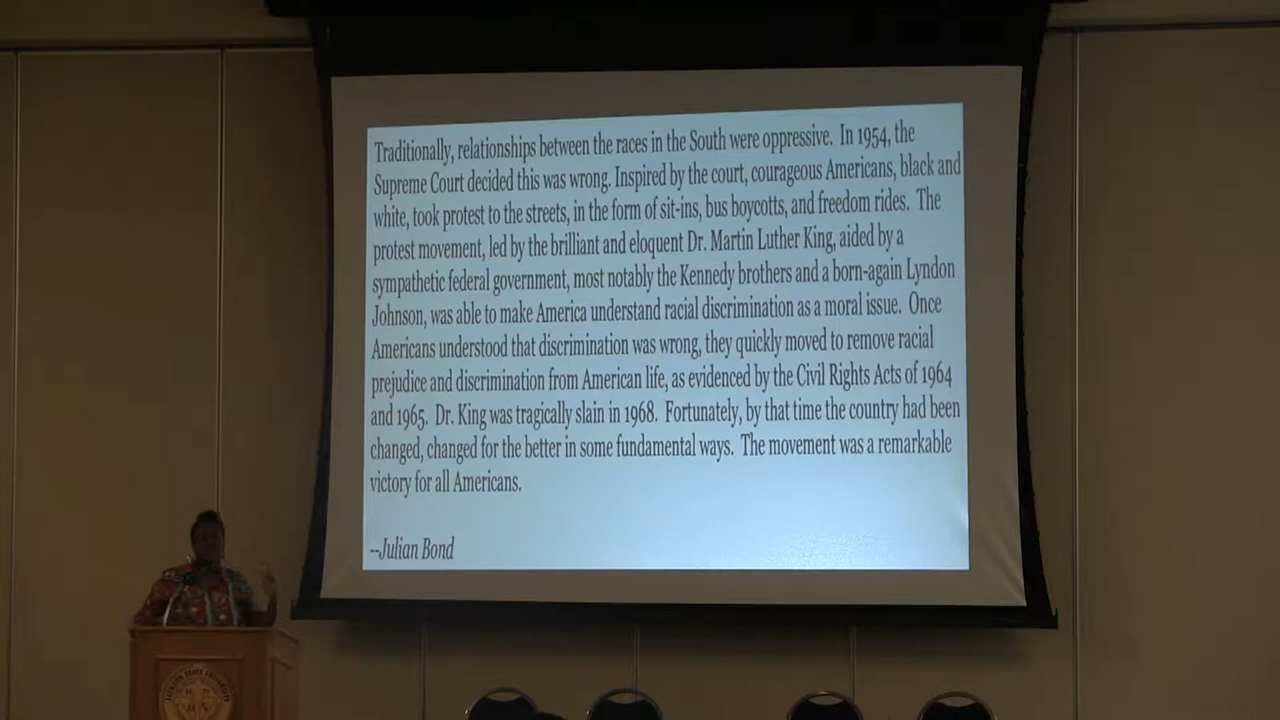 Traditionally, relationships between the races in the South were oppressive. In 1954, the
Supreme Court decided this was wrong. Inspired by the court, courageous Americans, black and
white, took protest to the streets, in the form of sit-ins, bus boycotts, and freedom rides. The
protest movement, led by the brilliant and eloquent Dr. Martin Luther King, aided by a
sympathetic federal government, most notably the Kennedy brothers and a born-again Lyndon
Johnson, was able to make America understand racial discrimination as a moral issue. Once
Americans understood that discrimination was wrong, they quickly moved to remove racial
prejudice and discrimination from American life, as evidenced by the Civil Rights Acts of 1964
and 1965. Dr. King was tragically slain in 1968. Fortunately, by that time the country had been
changed, changed for the better in some fundamental ways. The movement was a remarkable
victory for all Americans.
--Julian Bond
JACKSON STATE UNIVERSITY